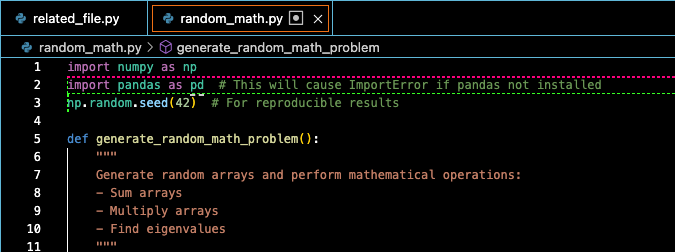 related_file.py random_math.py
random_math.py > generate_random_math_problem
1 import numpy as np
2 import pandas as pd # This will cause ImportError if pandas not installed
3 np.random.seed(42) # For reproducible results
4
5 def generate_random_math_problem():
6 """
7 Generate random arrays and perform mathematical operations:
8 - Sum arrays
9 - Multiply arrays
10 - Find eigenvalues
11 """